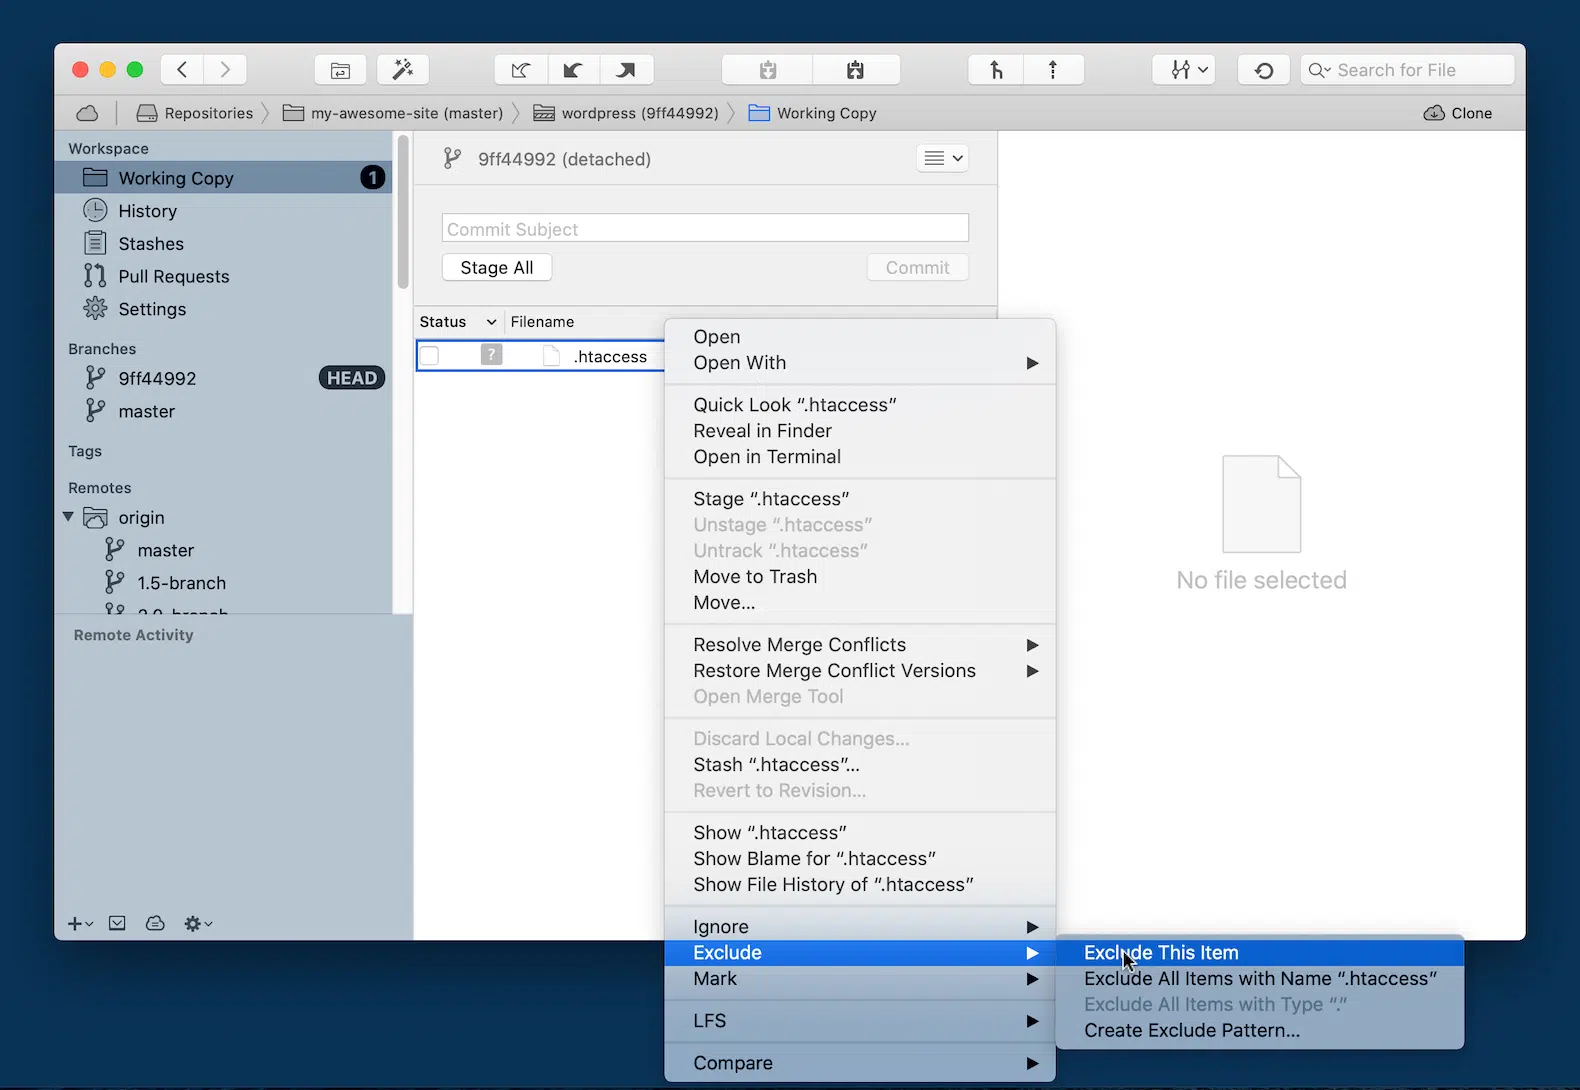 Search for File
Repositories
my-awesome-site (master)
wordpress (9ff44992)
Working Copy
Clone
Workspace
Working Copy
1
History
Stashes
Pull Requests
Settings
Branches
9ff44992
HEAD
master
Tags
Remotes
origin
master
1.5-branch
2.0-branch
Remote Activity
9ff44992 (detached)
Commit Subject
Stage All
Commit
Status
Filename
?
.htaccess
Open
Open With
Quick Look “.htaccess”
Reveal in Finder
Open in Terminal
Stage “.htaccess”
Unstage “.htaccess”
Untrack “.htaccess”
Move to Trash
Move...
Resolve Merge Conflicts
Restore Merge Conflict Versions
Open Merge Tool
Discard Local Changes...
Stash “.htaccess”...
Revert to Revision...
Show “.htaccess”
Show Blame for “.htaccess”
Show File History of “.htaccess”
Ignore
Exclude
Mark
LFS
Compare
Exclude This Item
Exclude All Items with Name “.htaccess”
Exclude All Items with Type “.”
Create Exclude Pattern...
No file selected